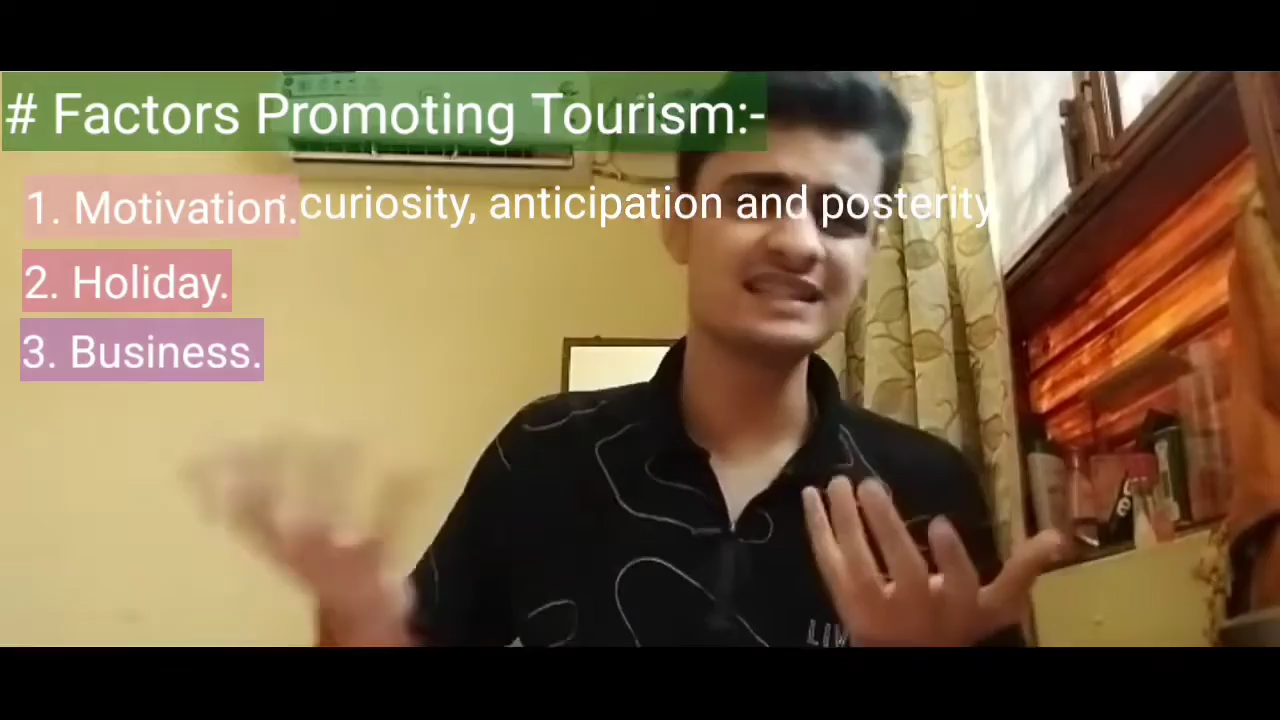 # Factors Promoting Tourism:-
1. Motivation.: curiosity, anticipation and posterity
2. Holiday.
3. Business.